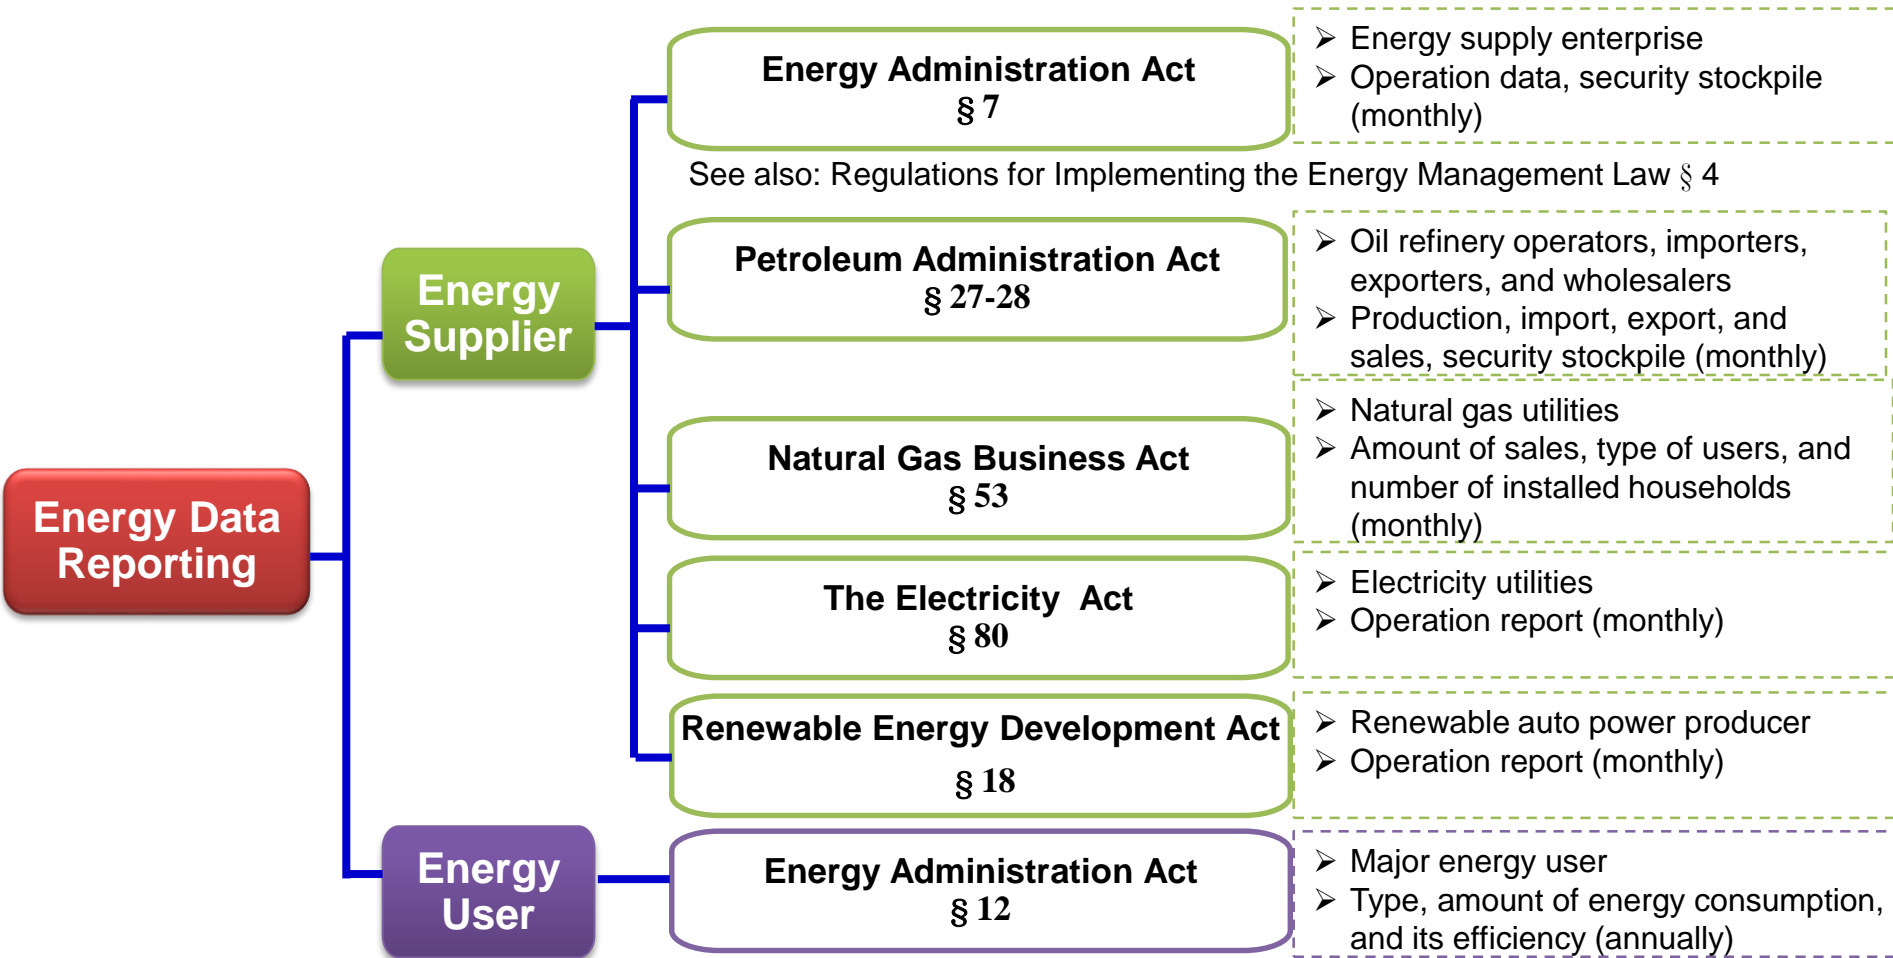 Energy Data
Reporting
Energy
Supplier
Energy Administration Act
§ 7
➢ Energy supply enterprise
➢ Operation data, security stockpile
(monthly)
See also: Regulations for Implementing the Energy Management Law § 4
Petroleum Administration Act
§ 27-28
➢ Oil refinery operators, importers,
exporters, and wholesalers
➢ Production, import, export, and
sales, security stockpile (monthly)
Natural Gas Business Act
§ 53
➢ Natural gas utilities
➢ Amount of sales, type of users, and
number of installed households
(monthly)
The Electricity  Act
§ 80
➢ Electricity utilities
➢ Operation report (monthly)
Renewable Energy Development Act
§ 18
➢ Renewable auto power producer
➢ Operation report (monthly)
Energy
User
Energy Administration Act
§ 12
➢ Major energy user
➢ Type, amount of energy consumption,
and its efficiency (annually)